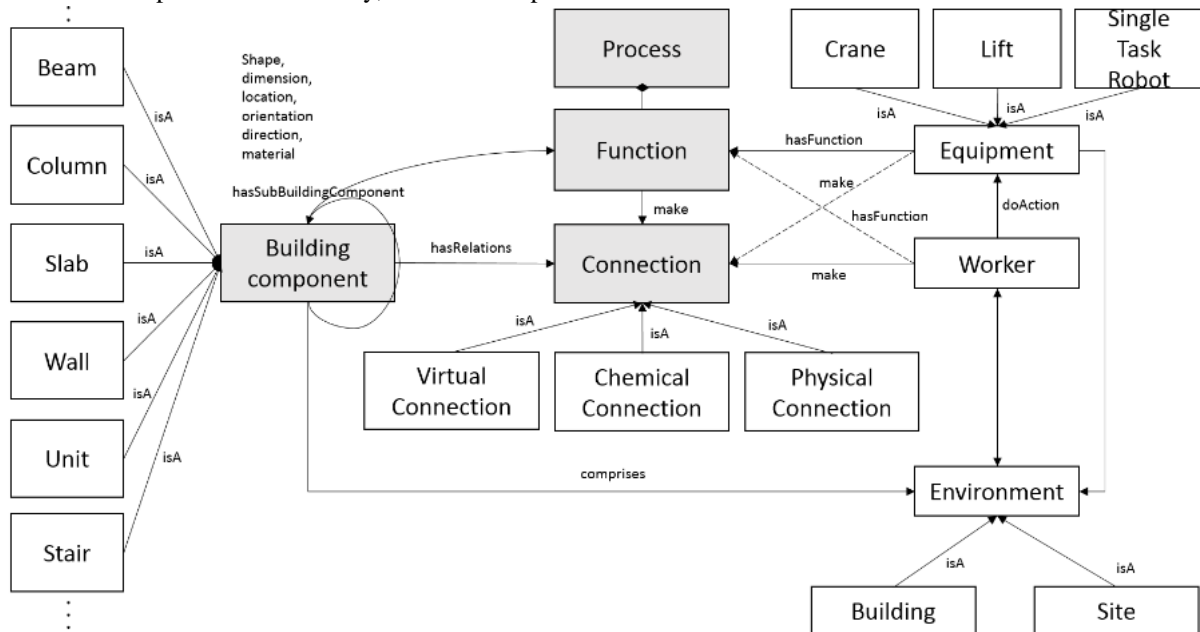 Beam
Column
Slab
Wall
Unit
Stair
isA
isA
isA
isA
isA
isA
Shape,
dimension,
location,
orientation
direction,
material
hasSubBuildingComponent
Building
component
hasRelations
comprises
Process
Function
make
Connection
isA
isA
isA
Virtual
Connection
Chemical
Connection
Physical
Connection
Crane
Lift
Single
Task
Robot
isA
isA
isA
hasFunction
Equipment
make
hasFunction
doAction
make
Worker
Environment
isA
isA
Building
Site